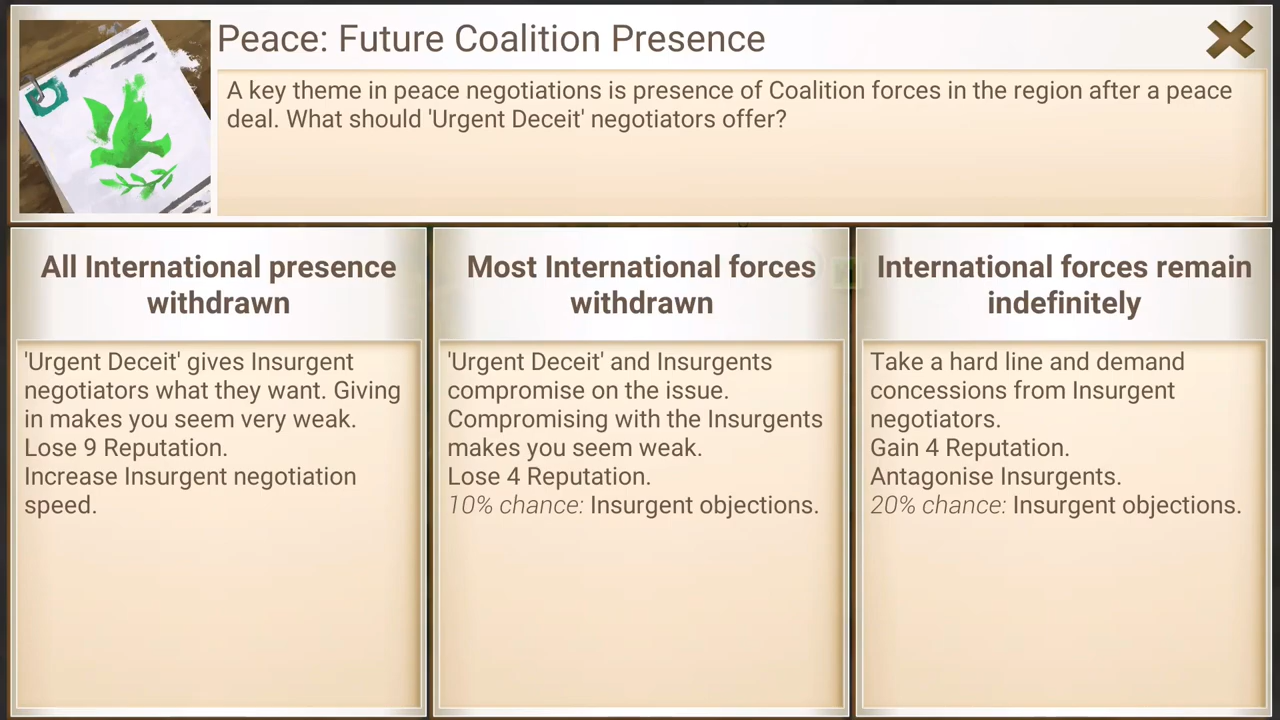 Peace: Future Coalition Presence
A key theme in peace negotiations is presence of Coalition forces in the region after a peace
deal. What should 'Urgent Deceit' negotiators offer?
All International presence
withdrawn
'Urgent Deceit' gives Insurgent
negotiators what they want. Giving
in makes you seem very weak.
Lose 9 Reputation.
Increase Insurgent negotiation
speed.
Most International forces
withdrawn
'Urgent Deceit' and Insurgents
compromise on the issue.
Compromising with the Insurgents
makes you seem weak.
Lose 4 Reputation.
10% chance: Insurgent objections.
International forces remain
indefinitely
Take a hard line and demand
concessions from Insurgent
negotiators.
Gain 4 Reputation.
Antagonise Insurgents.
20% chance: Insurgent objections.